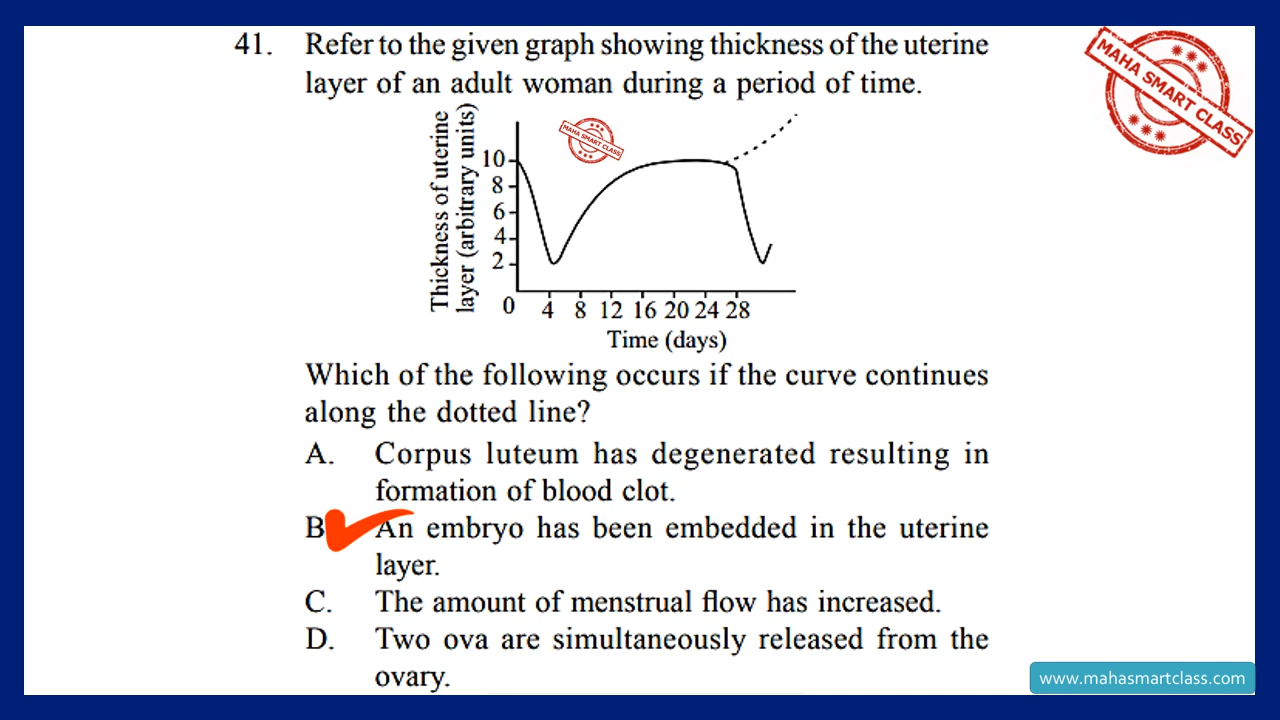 41. Refer to the given graph showing thickness of the uterine
layer of an adult woman during a period of time.
MAHA SMART CLASS
MAHA SMART CLASS
Thickness of uterine
layer (arbitrary units)
10
8
6
4
2
0 4 8 12 16 20 24 28
Time (days)
Which of the following occurs if the curve continues
along the dotted line?
A. Corpus luteum has degenerated resulting in
formation of blood clot.
B An embryo has been embedded in the uterine
layer.
C. The amount of menstrual flow has increased.
D. Two ova are simultaneously released from the
ovary.
www.mahasmartclass.com